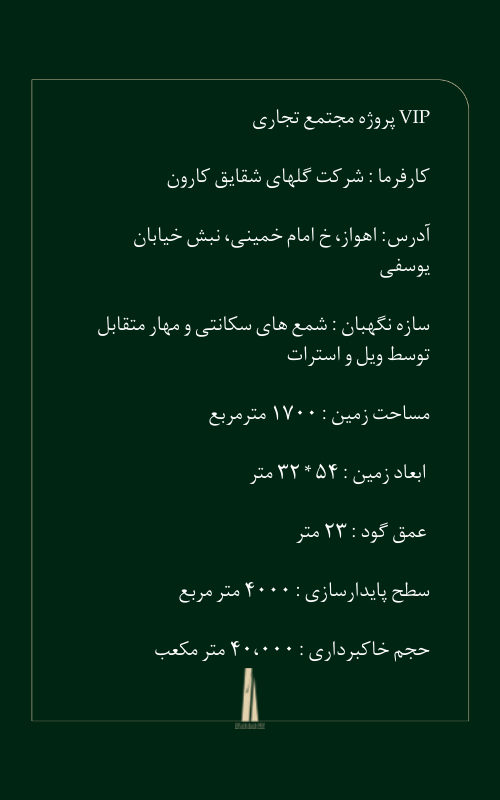 VIP پروژه مجتمع تجاری
کارفرما : شرکت گلهای شقایق کارون
آدرس: اهواز، خ امام خمینی، نبش خیابان
یوسفی
سازه نگهبان : شمع های سکانتی و مهار متقابل
توسط ویل و استرات
مساحت زمین : ۱۷۰۰ مترمربع
ابعاد زمین : ۵۴ * ۳۲ متر
عمق گود : ۲۳ متر
سطح پایدارسازی : ۴۰۰۰ متر مربع
حجم خاکبرداری : ۴۰،۰۰۰ متر مکعب